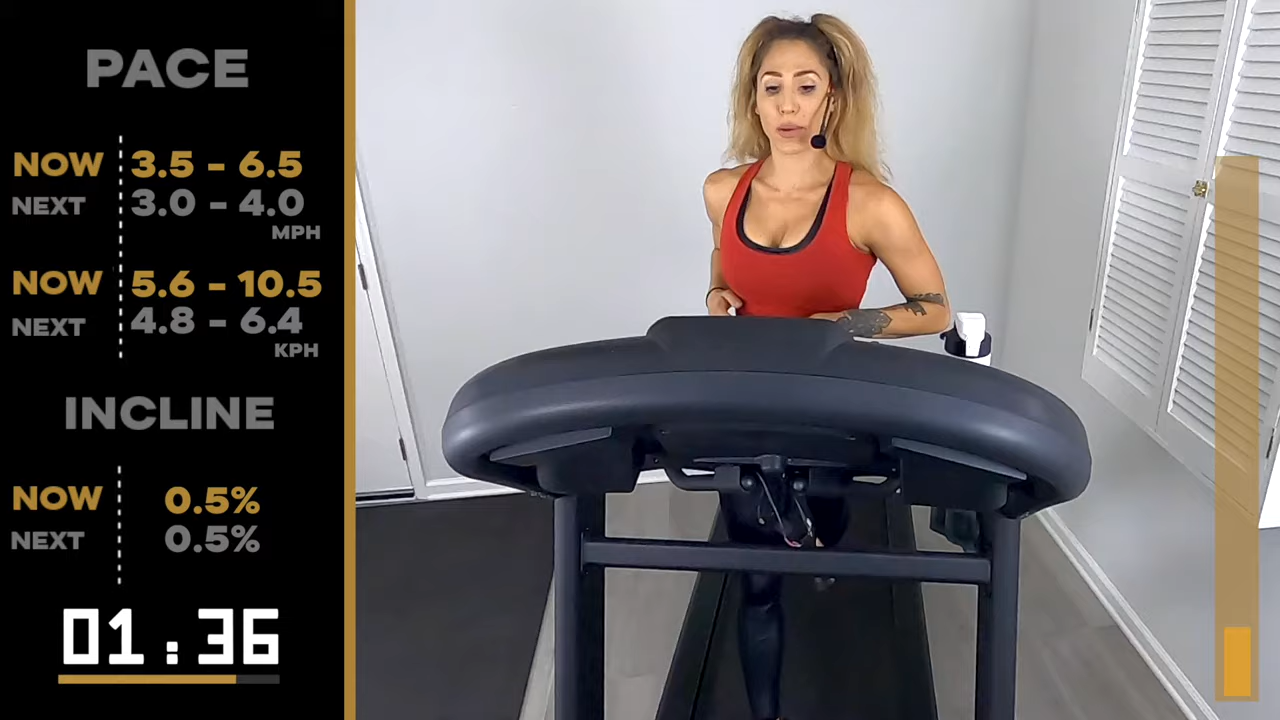 PACE
NOW 3.5 - 6.5
NEXT 3.0 - 4.0
MPH
NOW 5.6 - 10.5
NEXT 4.8 - 6.4
KPH
INCLINE
NOW 0.5%
NEXT 0.5%
01:36